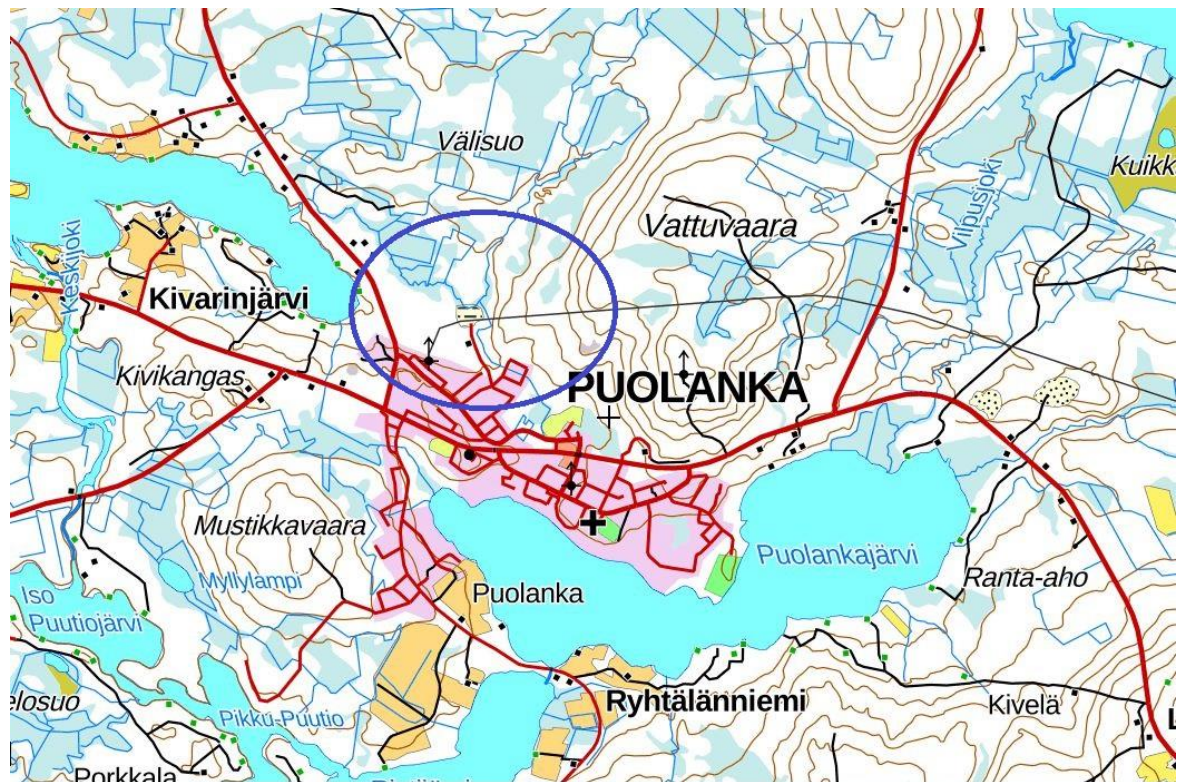 Välisuo
Kuikk
Vattuvaara
Vilpusjoki
Keskijoki
Kivarinjärvi
Kivikangas
PUOLANKA
Mustikkavaara
Puolankajärvi
Myllylampi
Ranta-aho
Iso
Puutiojärvi
Puolanka
elosuo
Ryhtälänniemi
Kivelä
Pikku-Puutio
Porkkala